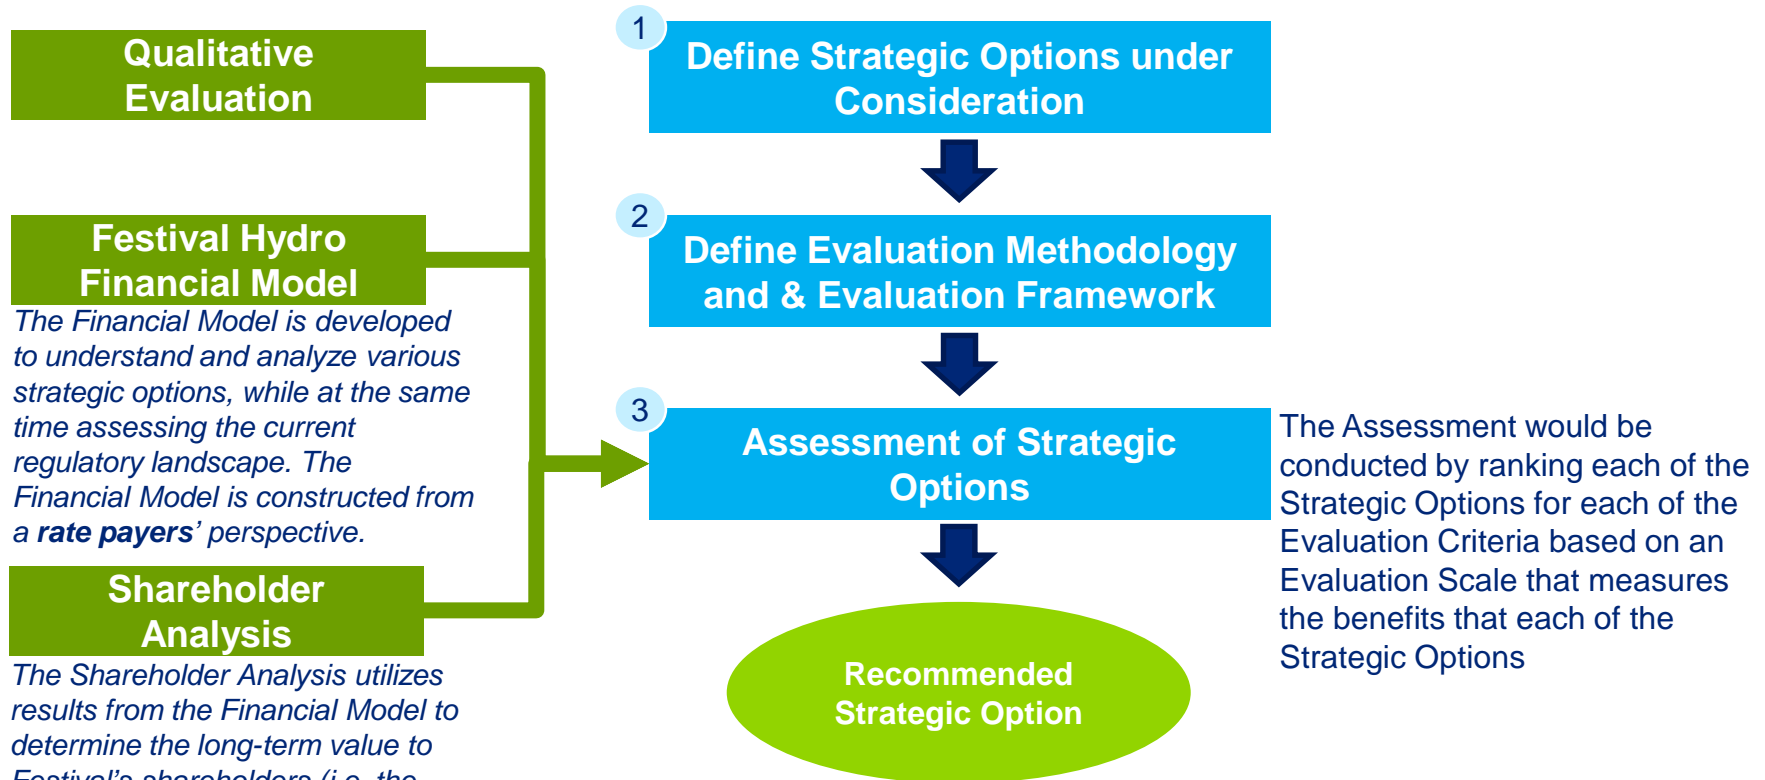 Qualitative
Evaluation
Festival Hydro
Financial Model
The Financial Model is developed
to understand and analyze various
strategic options, while at the same
time assessing the current
regulatory landscape. The
Financial Model is constructed from
a rate payers’ perspective.
Shareholder
Analysis
The Shareholder Analysis utilizes
results from the Financial Model to
determine the long-term value to
Festival's shareholders (i.e. the
1
Define Strategic Options under
Consideration
2
Define Evaluation Methodology
and & Evaluation Framework
3
Assessment of Strategic
Options
Recommended
Strategic Option
The Assessment would be
conducted by ranking each of the
Strategic Options for each of the
Evaluation Criteria based on an
Evaluation Scale that measures
the benefits that each of the
Strategic Options